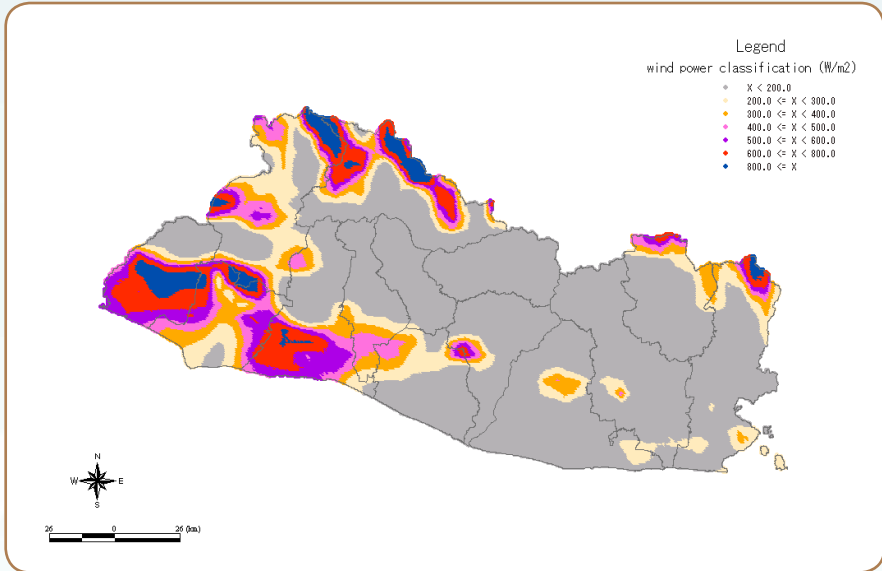 Legend
wind power classification (W/m2)
X < 200.0
200.0 <= X < 300.0
300.0 <= X < 400.0
400.0 <= X < 500.0
500.0 <= X < 600.0
600.0 <= X < 800.0
800.0 <= X
N
W E
S
26 0 26 (km)